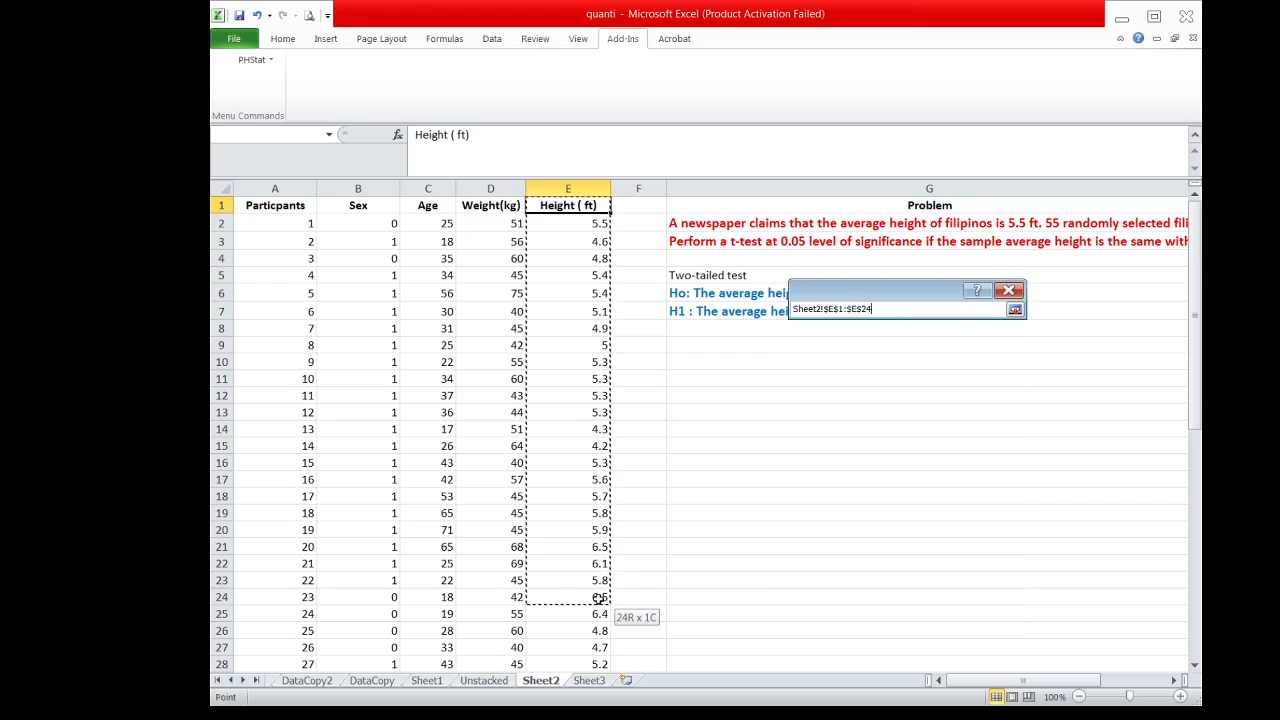 quanti - Microsoft Excel (Product Activation Failed)
File Home Insert Page Layout Formulas Data Review View Add-Ins Acrobat
PHStat
Menu Commands
fx Height ( ft)
A B C D E F G
1 Particpants Sex Age Weight(kg) Height ( ft) Problem
2 1 0 25 51 5.5 A newspaper claims that the average height of filipinos is 5.5 ft. 55 randomly selected fili
3 2 1 18 56 4.6 Perform a t-test at 0.05 level of significance if the sample average height is the same with
4 3 0 35 60 4.8
5 4 1 34 45 5.4 Two-tailed test
6 5 1 56 75 5.4 Ho: The average heig
7 6 1 30 40 5.1 H1 : The average hei
Sheet2!$E$1:$E$24
8 7 1 31 45 4.9
9 8 1 25 42 5
10 9 1 22 55 5.3
11 10 1 34 60 5.3
12 11 1 37 43 5.3
13 12 1 36 44 5.3
14 13 1 17 51 4.3
15 14 1 26 64 4.2
16 15 1 43 40 5.3
17 16 1 42 57 5.6
18 17 1 53 45 5.7
19 18 1 65 45 5.8
20 19 1 71 45 5.9
21 20 1 65 68 6.5
22 21 1 25 69 6.1
23 22 1 22 45 5.8
24 23 0 18 42
25 24 0 19 55 6.4
24R x 1C
26 25 0 28 60 4.8
27 26 0 33 40 4.7
28 27 1 43 45 5.2
DataCopy2 DataCopy Sheet1 Unstacked Sheet2 Sheet3
Point 100%